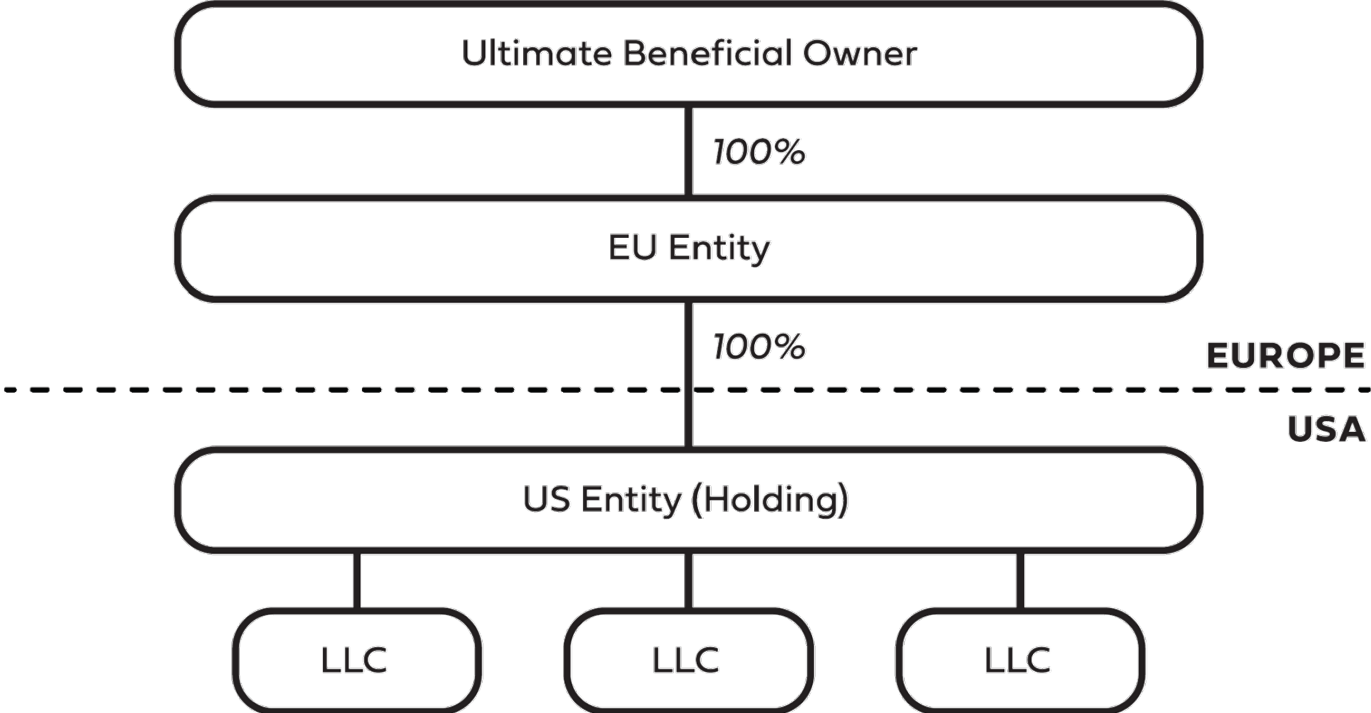 Ultimate Beneficial Owner
100%
EU Entity
100%
EUROPE
USA
US Entity (Holding)
LLC
LLC
LLC